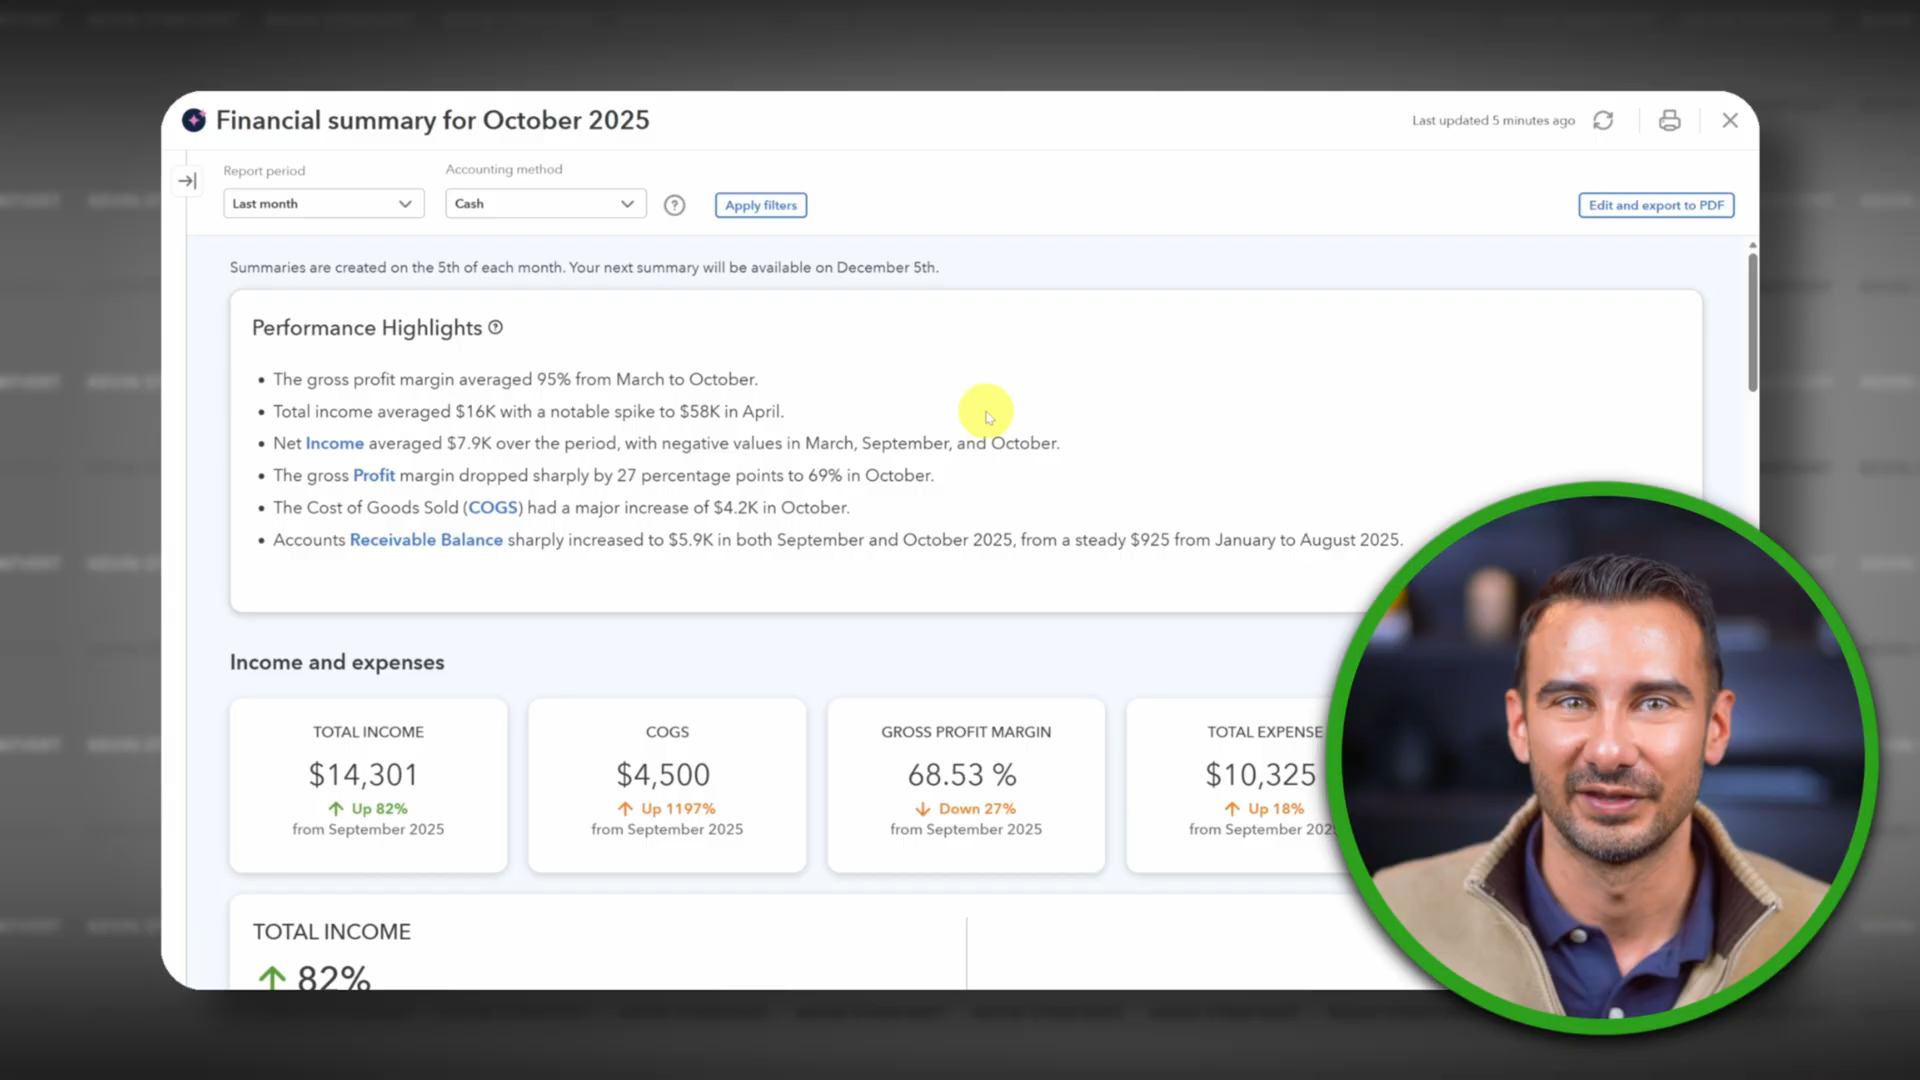 Financial summary for October 2025
Last updated 5 minutes ago
Report period
Accounting method
Last month
Cash
Apply filters
Edit and export to PDF
Summaries are created on the 5th of each month. Your next summary will be available on December 5th.
Performance Highlights
• The gross profit margin averaged 95% from March to October.
• Total income averaged $16K with a notable spike to $58K in April.
• Net Income averaged $7.9K over the period, with negative values in March, September, and October.
• The gross Profit margin dropped sharply by 27 percentage points to 69% in October.
• The Cost of Goods Sold (COGS) had a major increase of $4.2K in October.
• Accounts Receivable Balance sharply increased to $5.9K in both September and October 2025, from a steady $925 from January to August 2025.
Income and expenses
TOTAL INCOME
$14,301
Up 82%
from September 2025
COGS
$4,500
Up 1197%
from September 2025
GROSS PROFIT MARGIN
68.53 %
Down 27%
from September 2025
TOTAL EXPENSE
$10,325
Up 18%
from September 202
TOTAL INCOME
82%